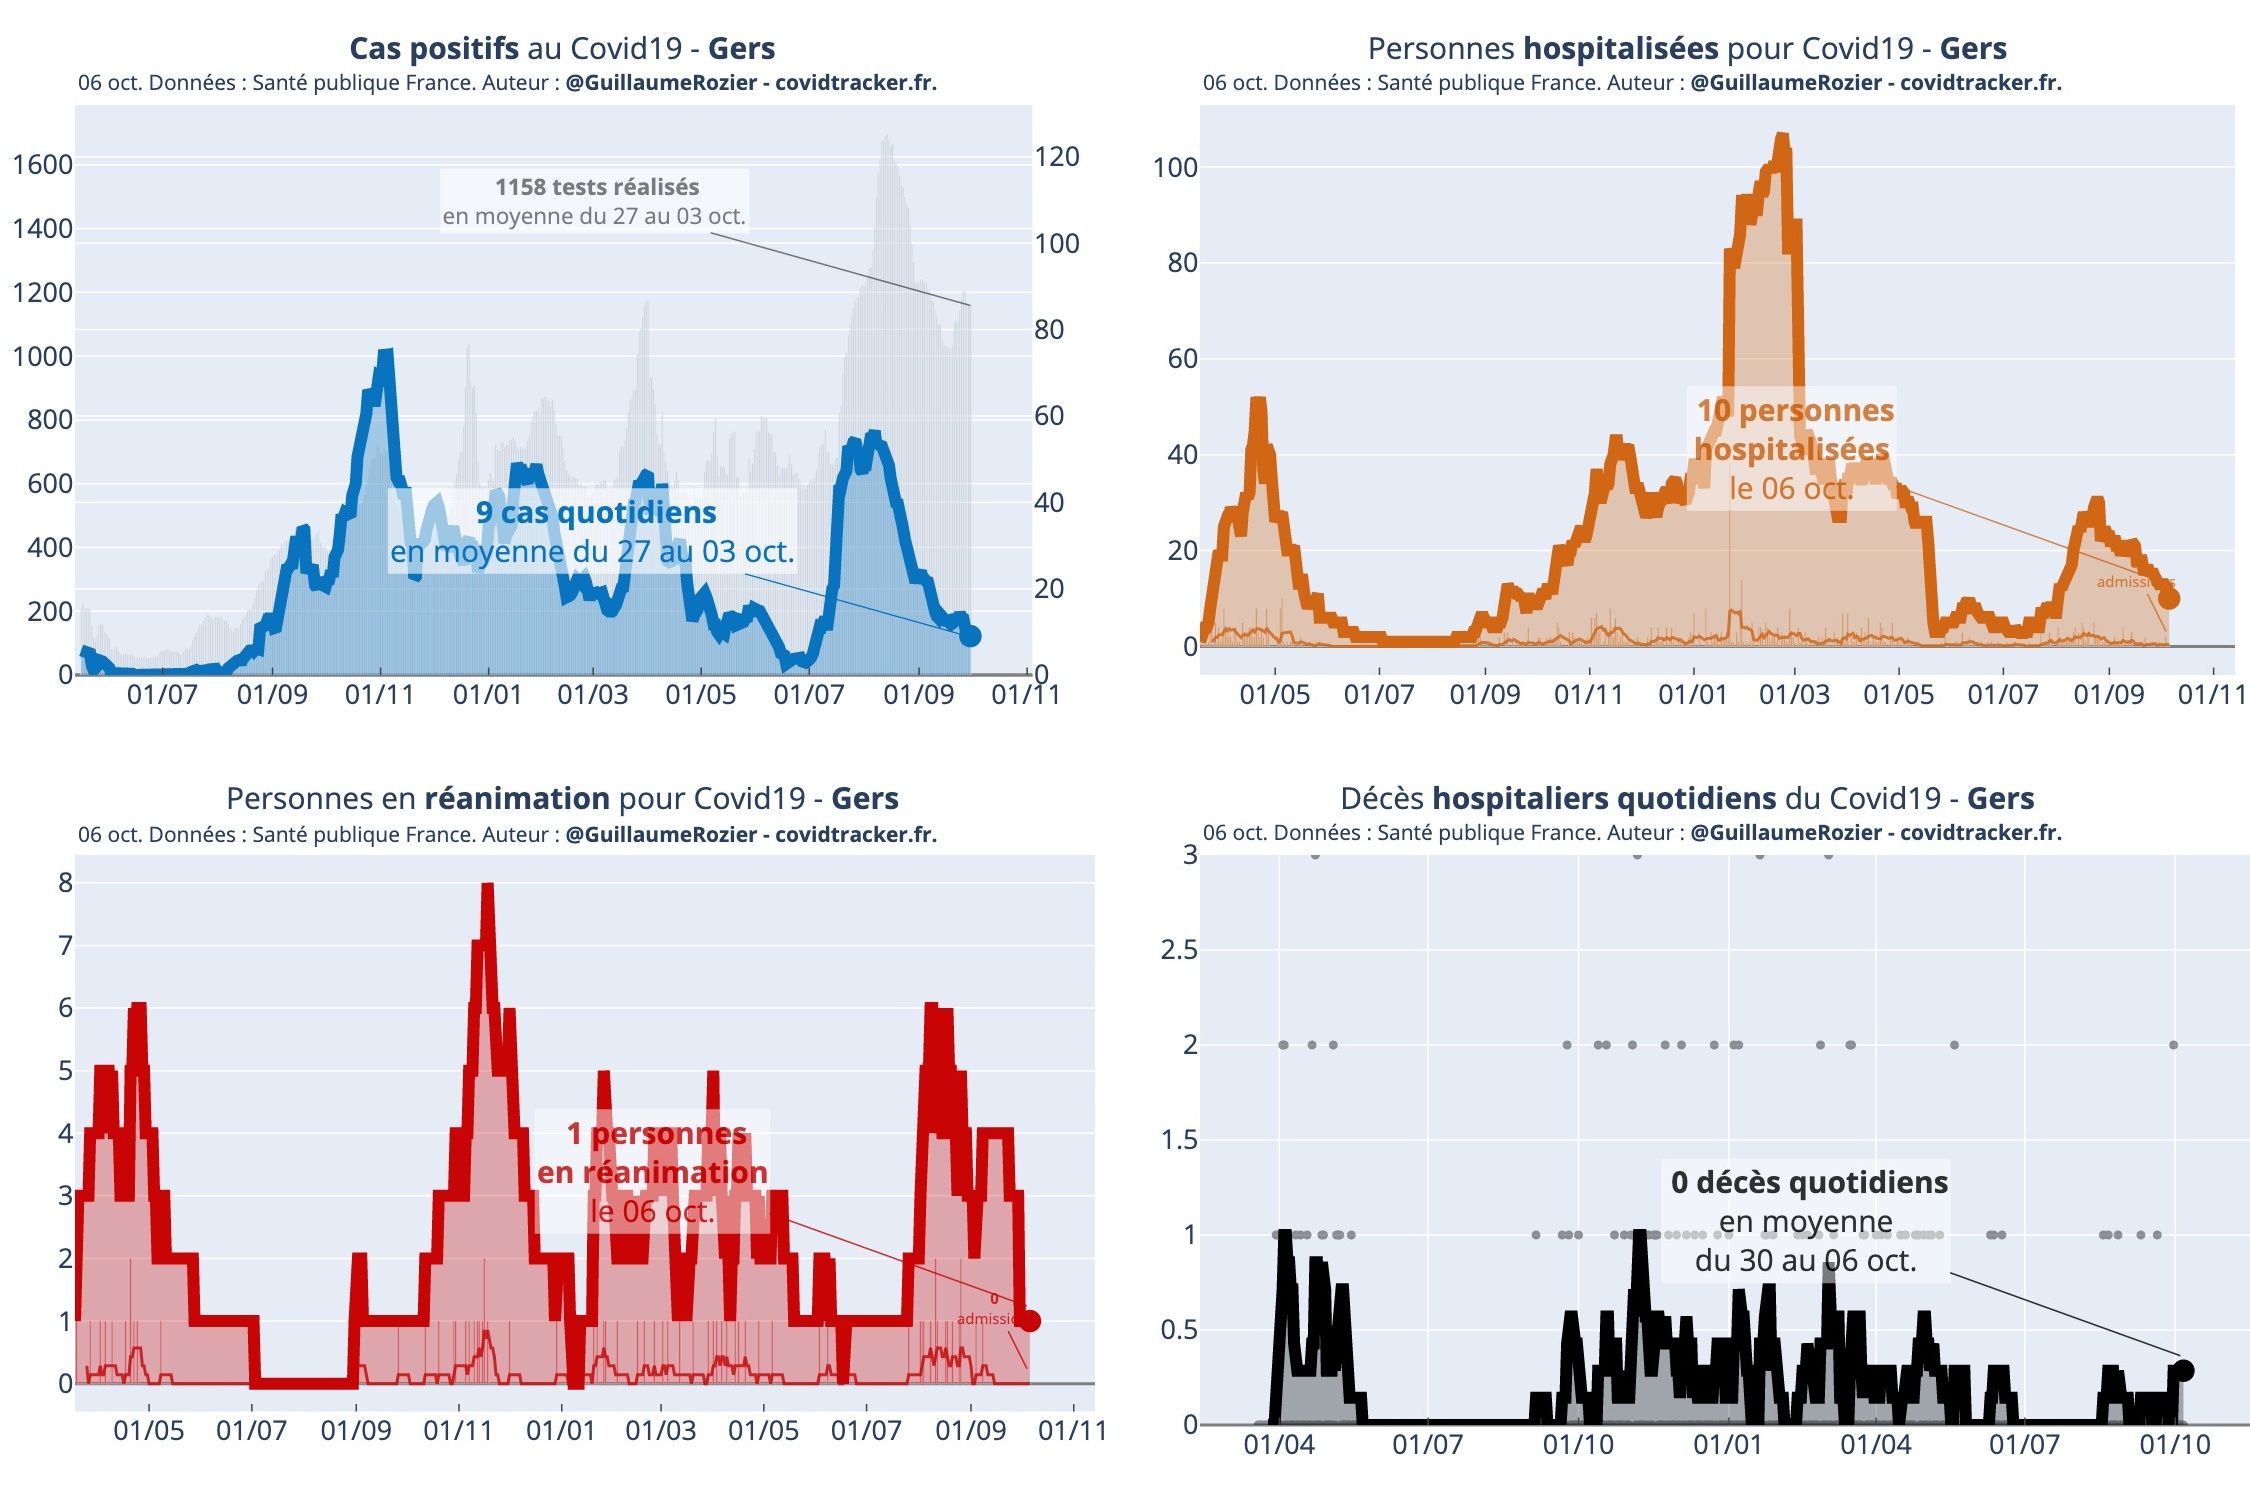 Cas positifs au Covid19 - Gers
06 oct. Données : Santé publique France. Auteur : @GuillaumeRozier - covidtracker.fr.
1600
1400
1200
1000
800
600
400
200
0
120
100
80
60
40
20
0
1158 tests réalisés
en moyenne du 27 au 03 oct.
9 cas quotidiens
en moyenne du 27 au 03 oct.
01/07 01/09 01/11 01/01 01/03 01/05 01/07 01/09 01/11
Personnes hospitalisées pour Covid19 - Gers
06 oct. Données : Santé publique France. Auteur : @GuillaumeRozier - covidtracker.fr.
100
80
60
40
20
0
10 personnes
hospitalisées
le 06 oct.
admissions
01/05 01/07 01/09 01/11 01/01 01/03 01/05 01/07 01/09 01/11
Personnes en réanimation pour Covid19 - Gers
06 oct. Données : Santé publique France. Auteur : @GuillaumeRozier - covidtracker.fr.
8
7
6
5
4
3
2
1
0
1 personnes
en réanimation
le 06 oct.
0
01/05 01/07 01/09 01/11 01/01 01/03 01/05 01/07 01/09 01/11
Décès hospitaliers quotidiens du Covid19 - Gers
06 oct. Données : Santé publique France. Auteur : @GuillaumeRozier - covidtracker.fr.
3
2.5
2
1.5
1
0.5
0
0 décès quotidiens
en moyenne
du 30 au 06 oct.
01/04 01/07 01/10 01/01 01/04 01/07 01/10